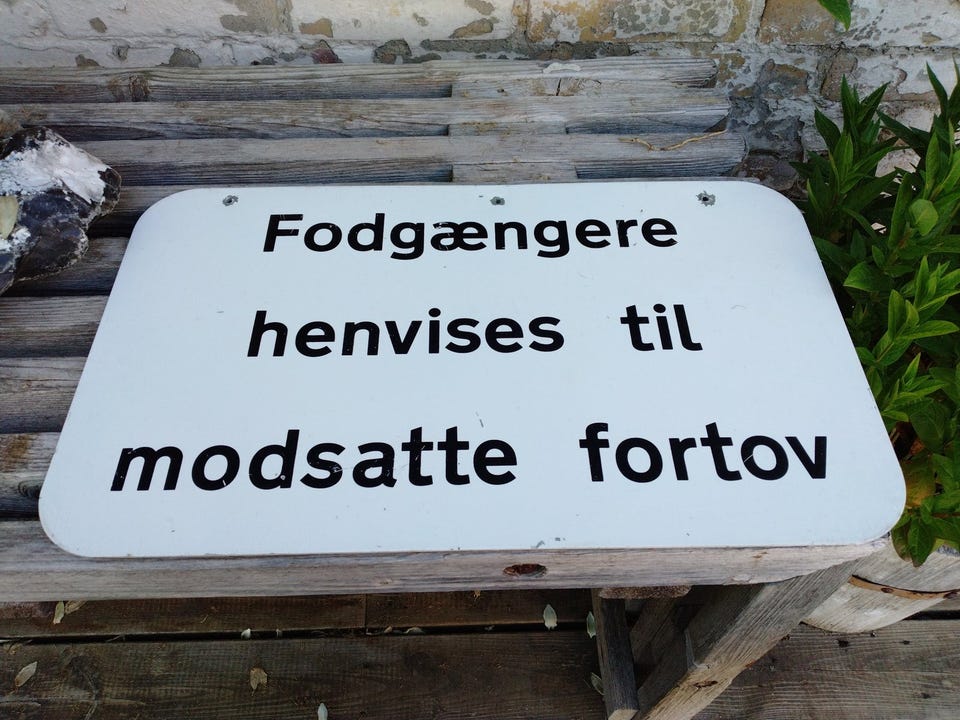 Fodgængere
henvises til
modsatte fortov